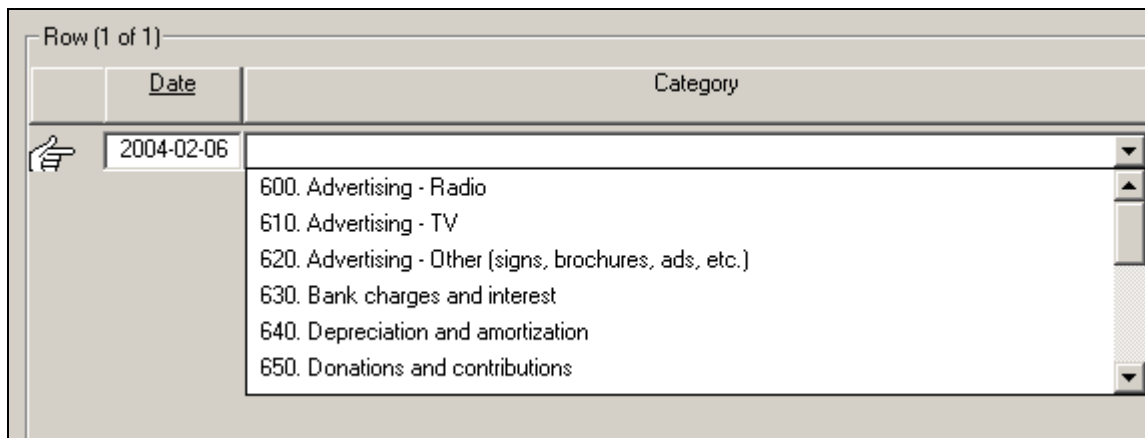 Row (1 of 1)
Date Category
2004-02-06
600. Advertising - Radio
610. Advertising - TV
620. Advertising - Other (signs, brochures, ads, etc.)
630. Bank charges and interest
640. Depreciation and amortization
650. Donations and contributions